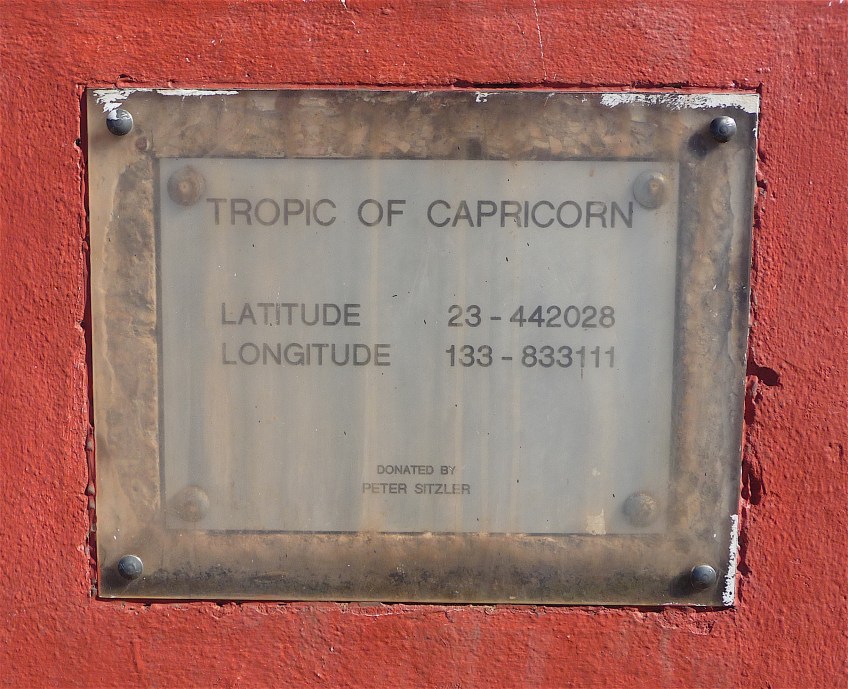 TROPIC OF CAPRICORN
LATITUDE 23-442028
LONGITUDE 133-833111
DONATED BY
PETER SITZLER